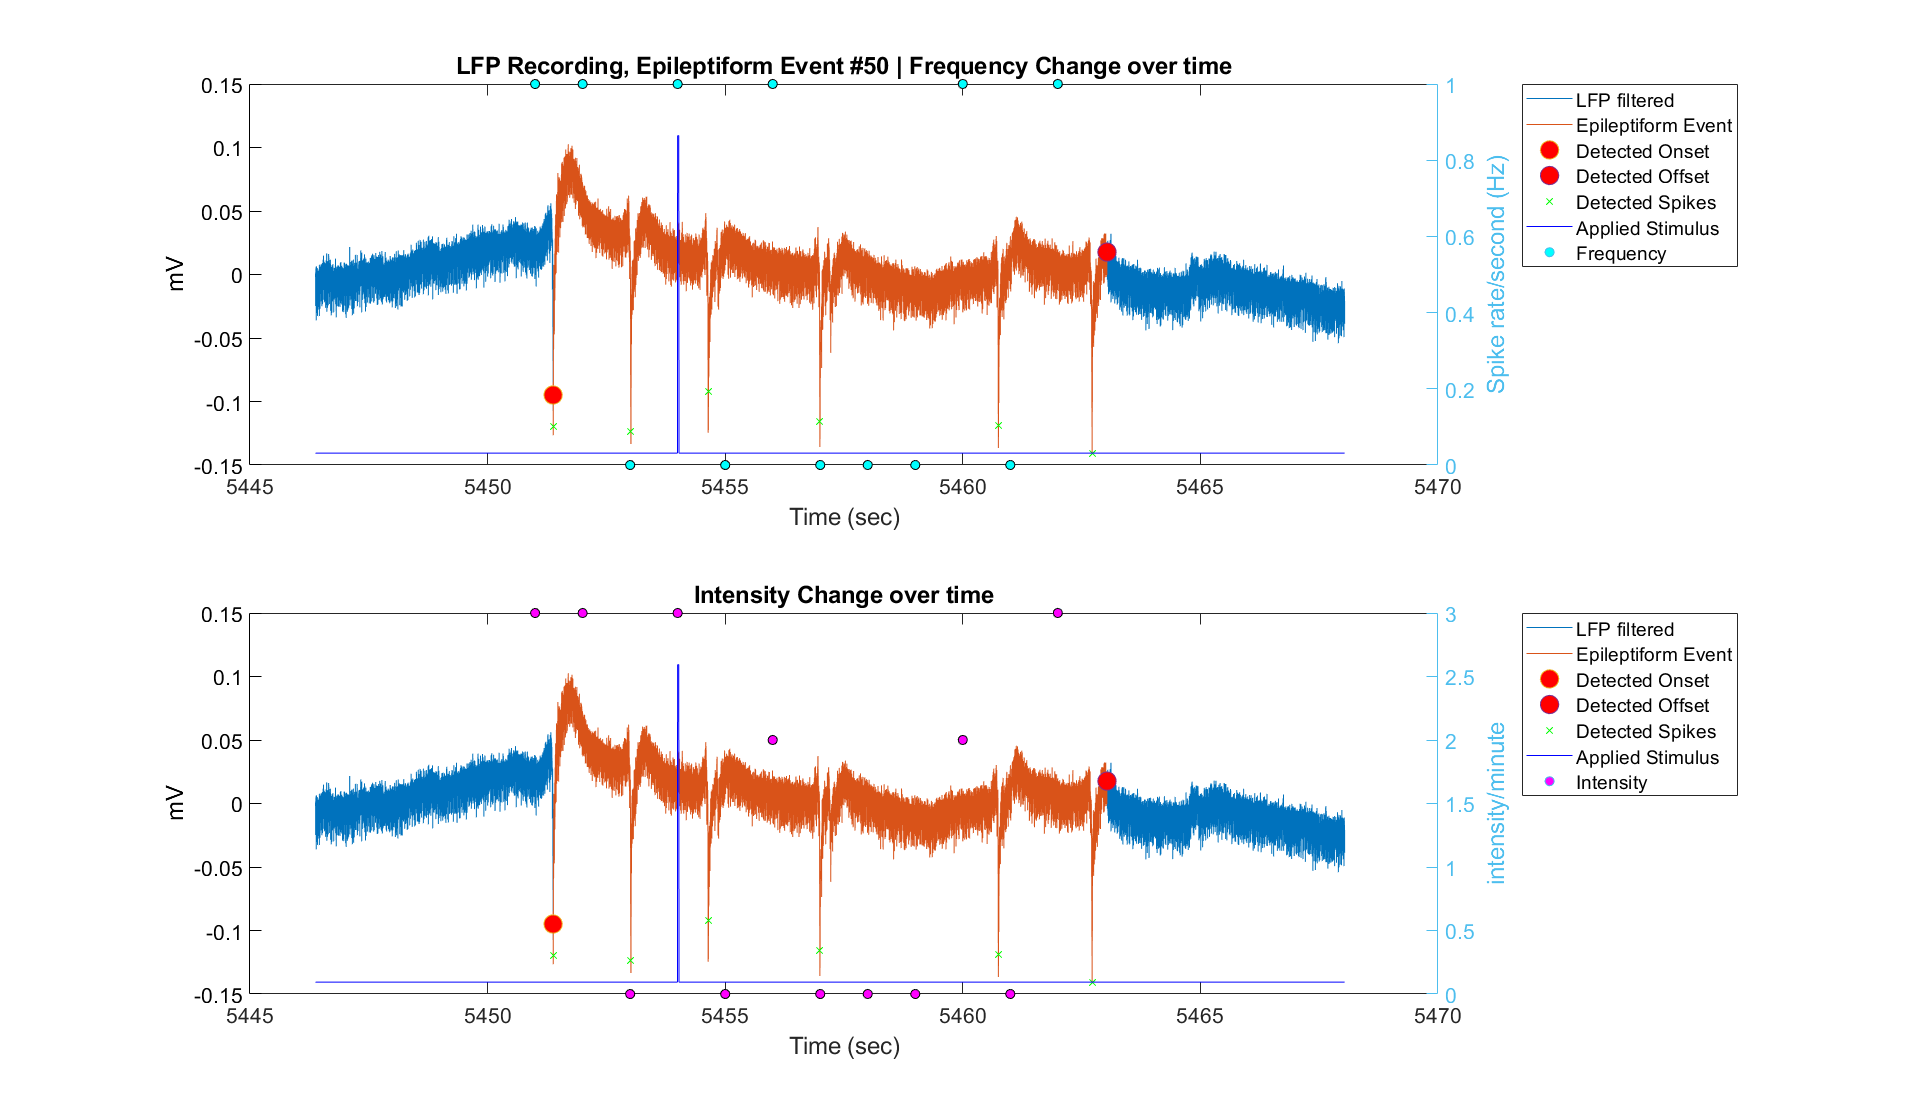 LFP Recording, Epileptiform Event #50 | Frequency Change over time
0.15
0.1
0.05
0
-0.05
-0.1
-0.15
mV
5445
5450
5455
5460
5465
5470
Time (sec)
1
0.8
0.6
0.4
0.2
0
Spike rate/second (Hz)
LFP filtered
Epileptiform Event
Detected Onset
Detected Offset
Detected Spikes
Applied Stimulus
Frequency
Intensity Change over time
0.15
0.1
0.05
0
-0.05
-0.1
-0.15
mV
5445
5450
5455
5460
5465
5470
Time (sec)
3
2.5
2
1.5
1
0.5
0
intensity/minute
LFP filtered
Epileptiform Event
Detected Onset
Detected Offset
Detected Spikes
Applied Stimulus
Intensity